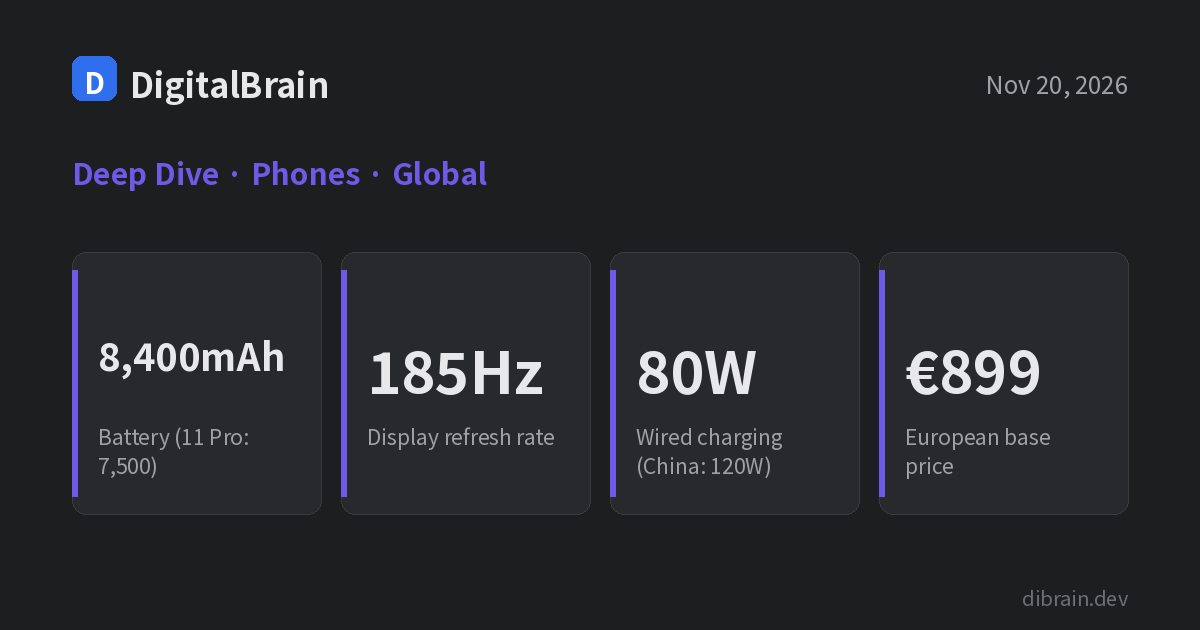 D DigitalBrain
Nov 20, 2026
Deep Dive · Phones · Global
8,400mAh
Battery (11 Pro:
7,500)
185Hz
Display refresh rate
80W
Wired charging
(China: 120W)
€899
European base
price
dibrain.dev